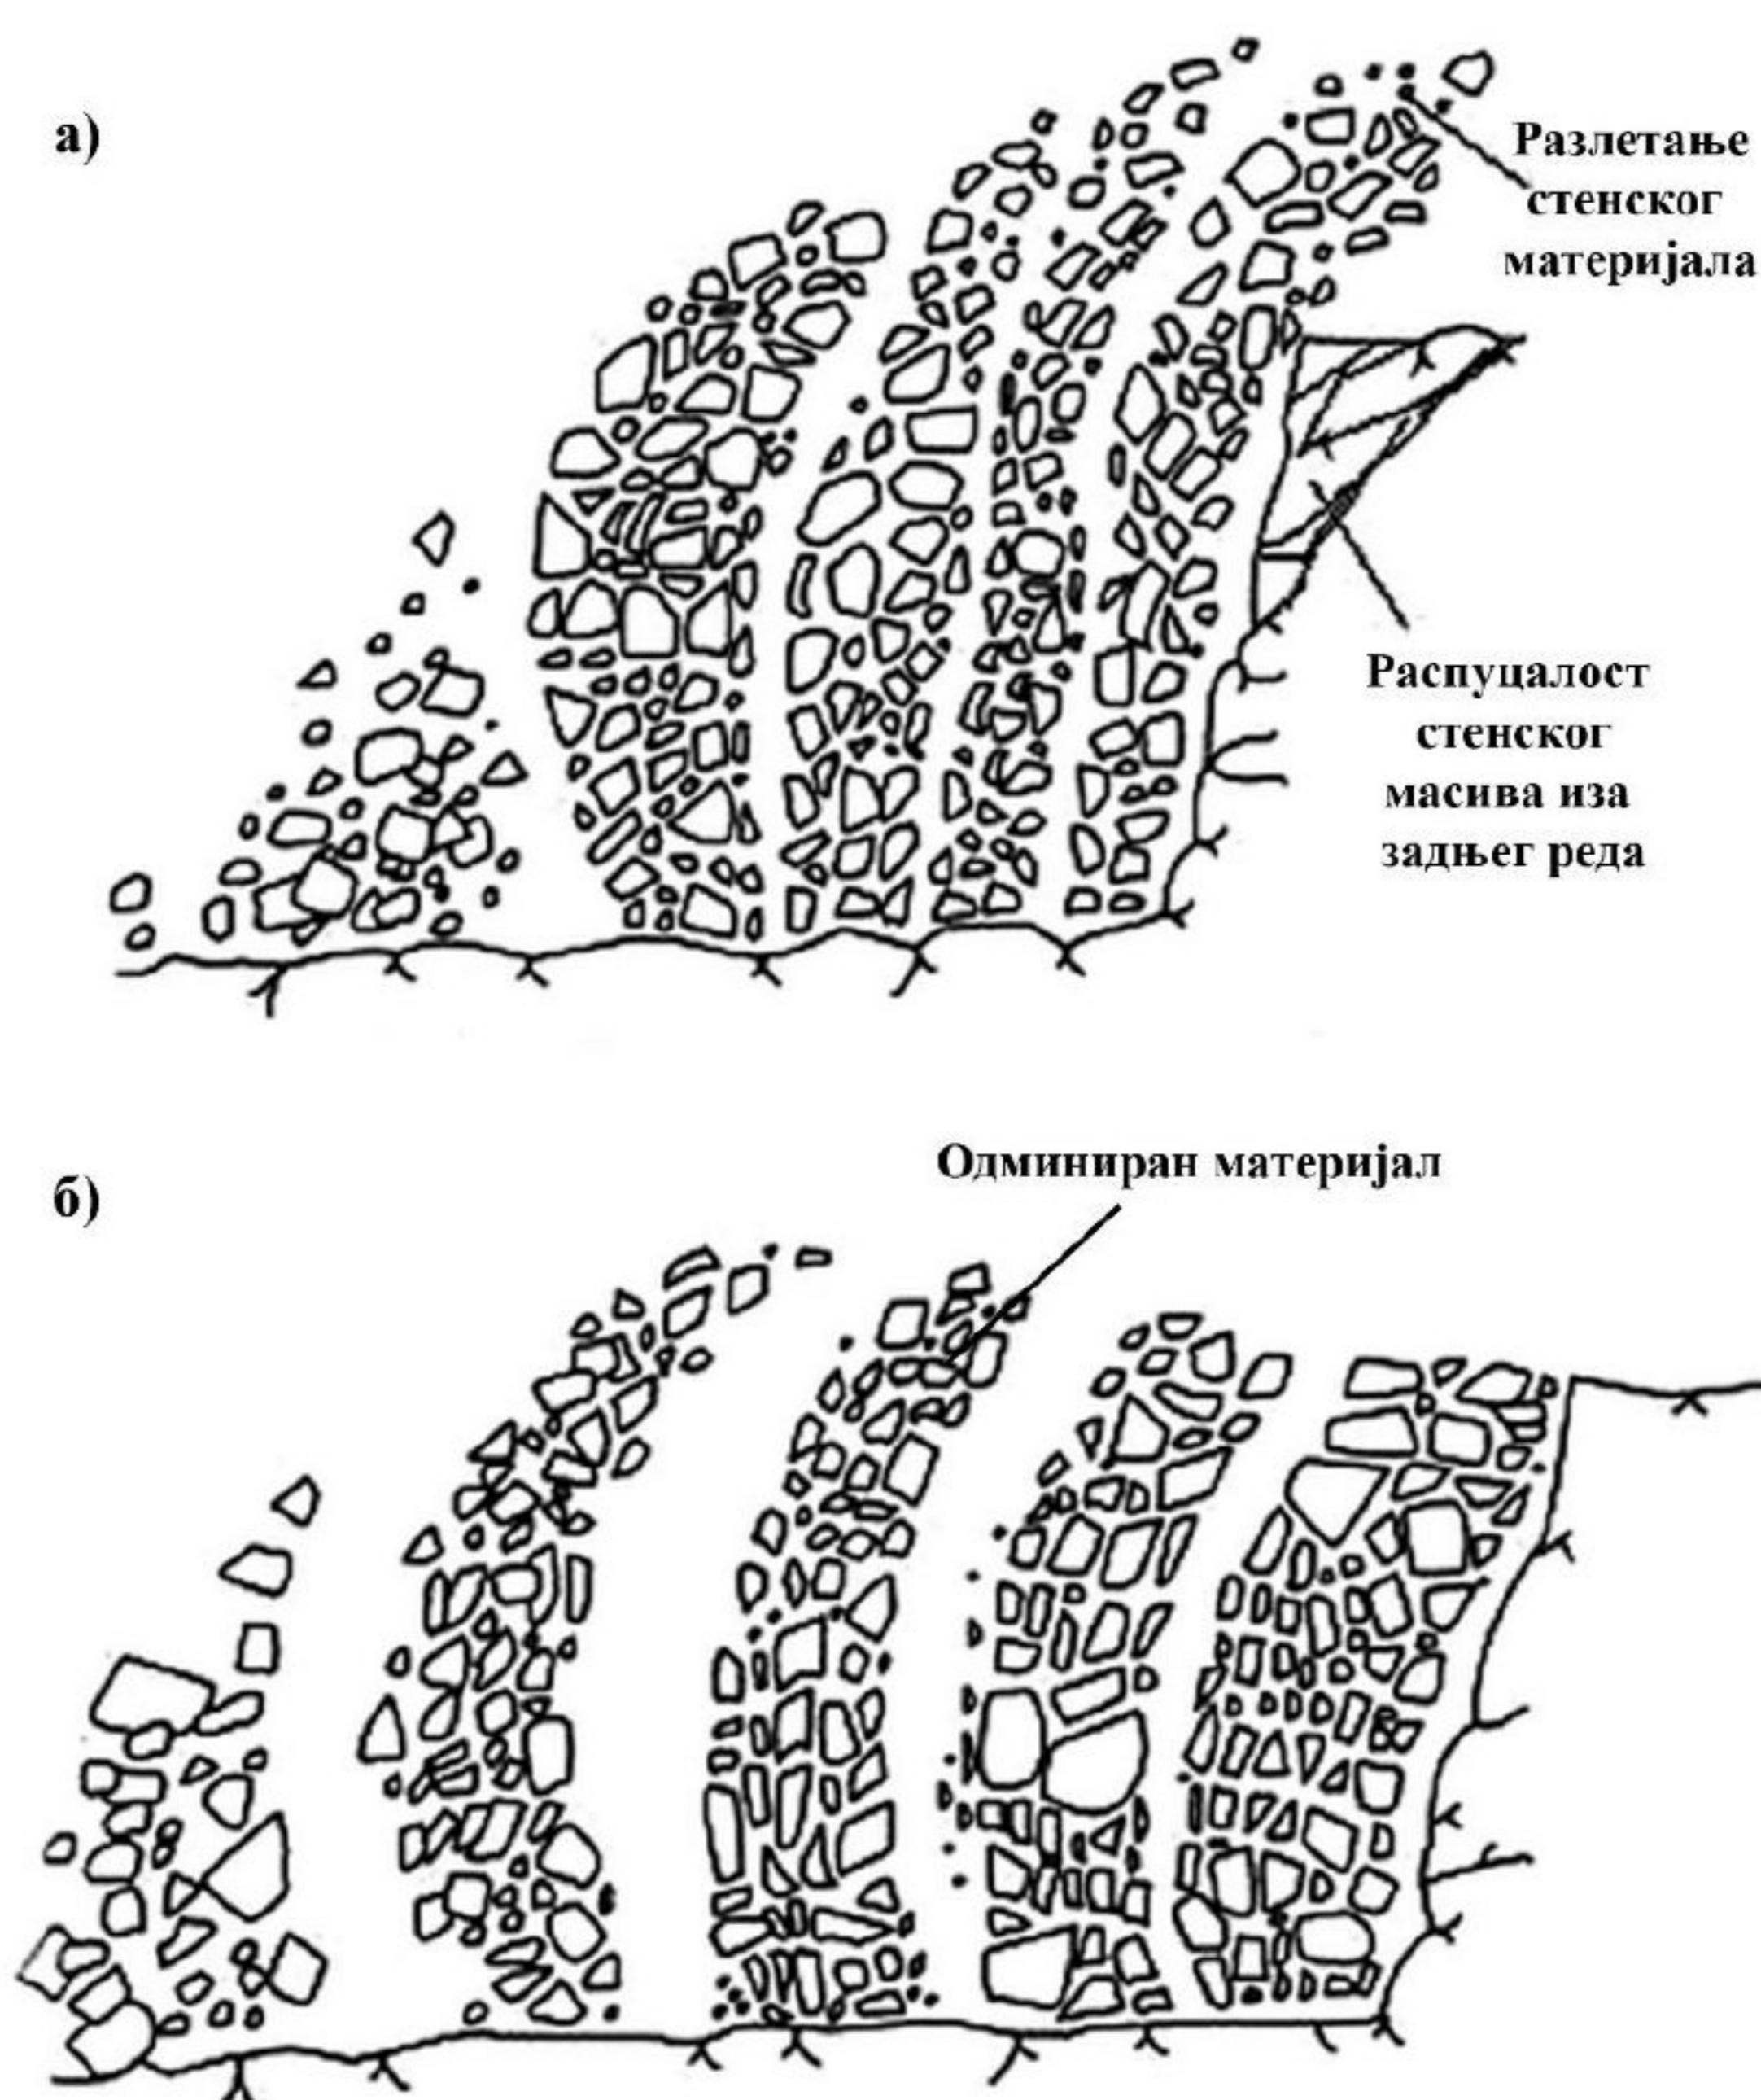 а)
Разлетање
стенског
материјала
Распуцалост
стенског
масива иза
задњег реда
Одминиран материјал
б)